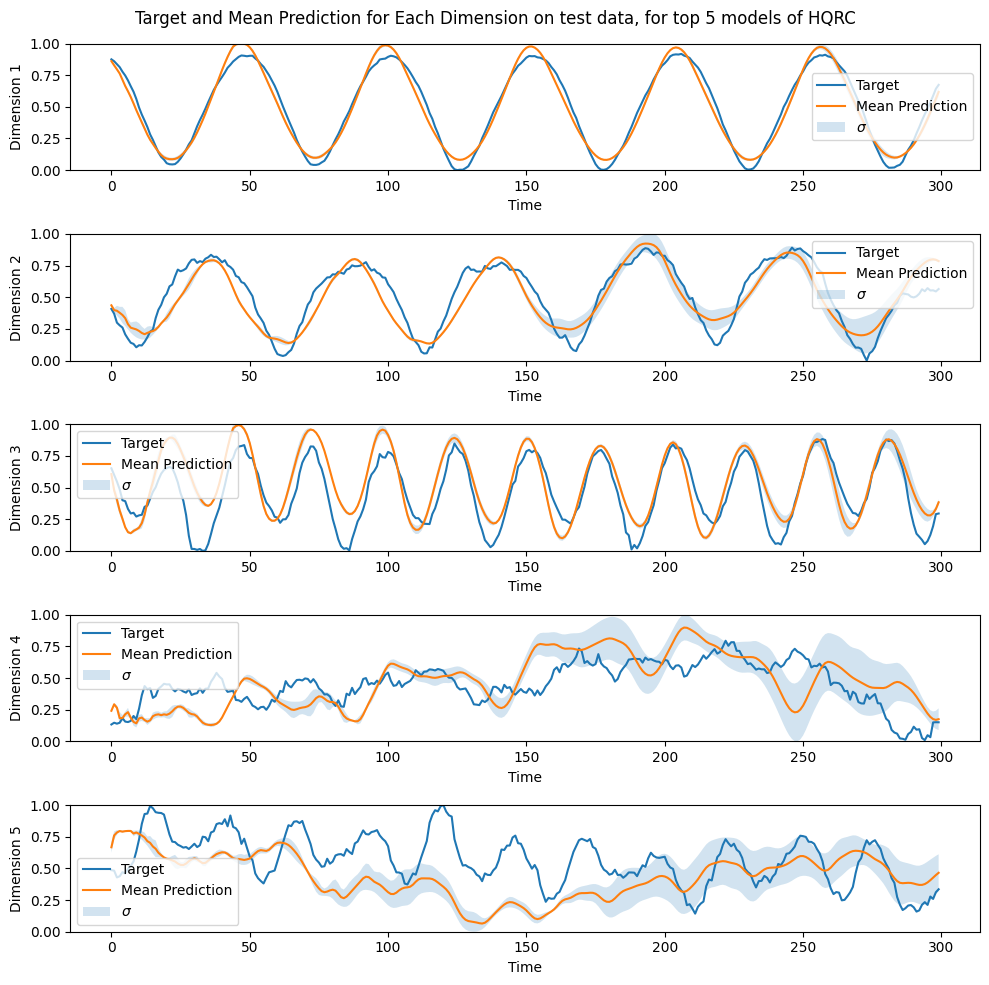 Target and Mean Prediction for Each Dimension on test data, for top 5 models of HQRC
1.00
0.75
0.50
0.25
0.00
Dimension 1
Target
Mean Prediction
σ
0 50 100 150 200 250 300
Time
1.00
0.75
0.50
0.25
0.00
Dimension 2
Target
Mean Prediction
σ
0 50 100 150 200 250 300
Time
1.00
0.75
0.50
0.25
0.00
Dimension 3
Target
Mean Prediction
σ
0 50 100 150 200 250 300
Time
1.00
0.75
0.50
0.25
0.00
Dimension 4
Target
Mean Prediction
σ
0 50 100 150 200 250 300
Time
1.00
0.75
0.50
0.25
0.00
Dimension 5
Target
Mean Prediction
σ
0 50 100 150 200 250 300
Time